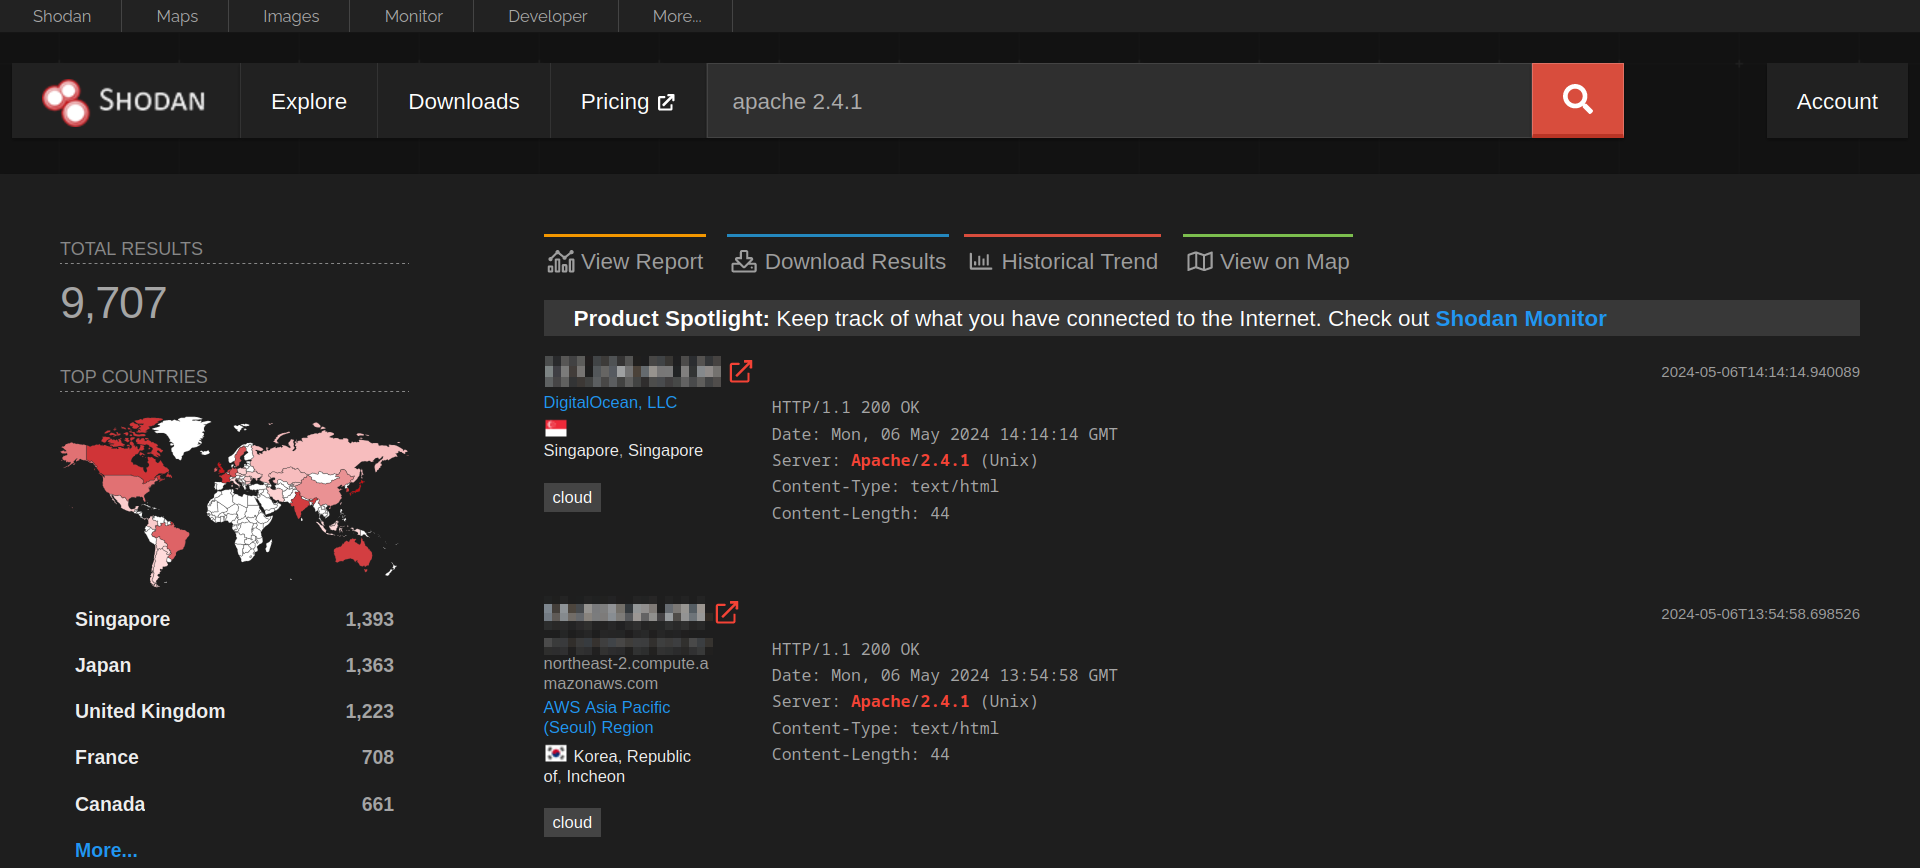 Shodan Maps Images Monitor Developer More...
SHODAN Explore Downloads Pricing apache 2.4.1 Account
TOTAL RESULTS
9,707
TOP COUNTRIES
Singapore 1,393
Japan 1,363
United Kingdom 1,223
France 708
Canada 661
More...
View Report Download Results Historical Trend View on Map
Product Spotlight: Keep track of what you have connected to the Internet. Check out Shodan Monitor
2024-05-06T14:14:14.940089
DigitalOcean, LLC
Singapore, Singapore
cloud
HTTP/1.1 200 OK
Date: Mon, 06 May 2024 14:14:14 GMT
Server: Apache/2.4.1 (Unix)
Content-Type: text/html
Content-Length: 44
2024-05-06T13:54:58.698526
northeast-2.compute.a
mazonaws.com
AWS Asia Pacific
(Seoul) Region
Korea, Republic
of, Incheon
cloud
HTTP/1.1 200 OK
Date: Mon, 06 May 2024 13:54:58 GMT
Server: Apache/2.4.1 (Unix)
Content-Type: text/html
Content-Length: 44